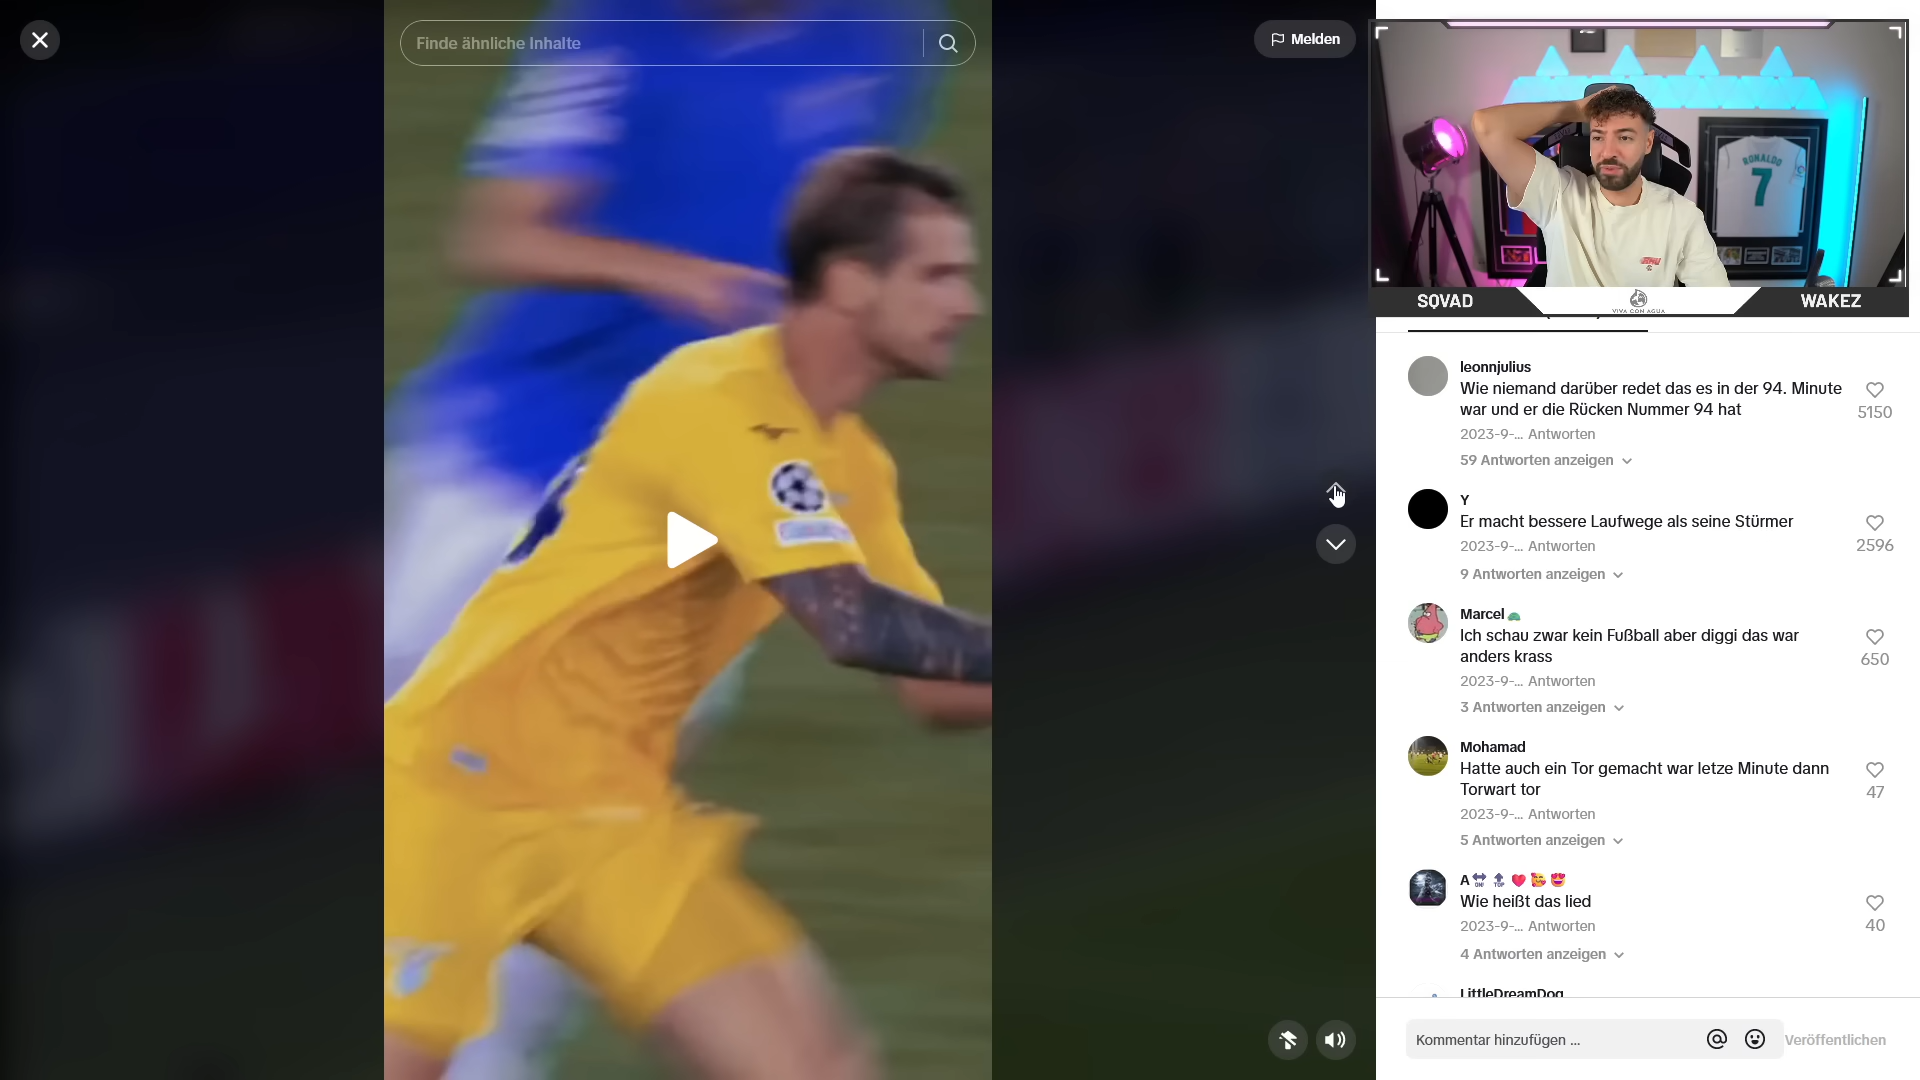 Finde ähnliche Inhalte
Melden
RONALDO
7
SQVAD
VIVA CON AGUA
WAKEZ
leonnjulius
Wie niemand darüber redet das es in der 94. Minute
war und er die Rücken Nummer 94 hat
5150
2023-9-... Antworten
59 Antworten anzeigen
Y
Er macht bessere Laufwege als seine Stürmer
2023-9-... Antworten
2596
9 Antworten anzeigen
Marcel
Ich schau zwar kein Fußball aber diggi das war
anders krass
650
2023-9-... Antworten
3 Antworten anzeigen
Mohamad
Hatte auch ein Tor gemacht war letze Minute dann
Torwart tor
47
2023-9-... Antworten
5 Antworten anzeigen
A
Wie heißt das lied
2023-9-... Antworten
40
4 Antworten anzeigen
LittleDreamDog
Kommentar hinzufügen ...
Veröffentlichen